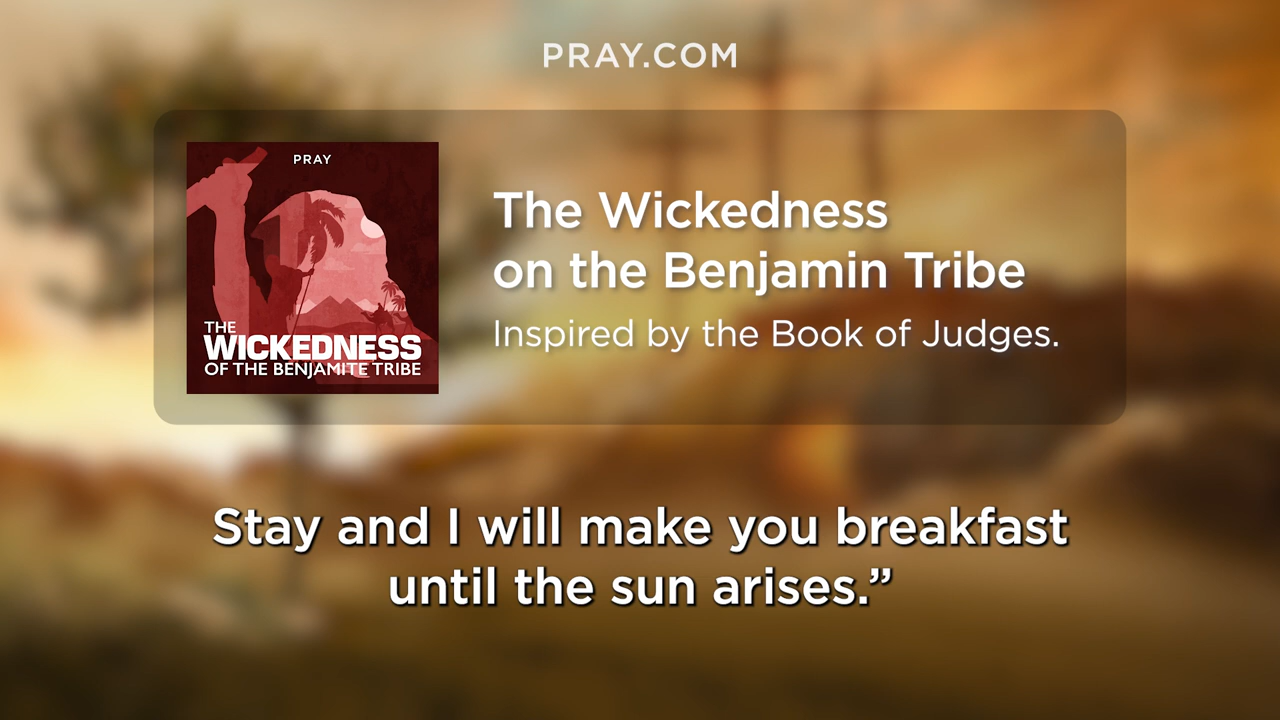 PRAY.COM
PRAY
THE
WICKEDNESS
OF THE BENJAMITE TRIBE
The Wickedness
on the Benjamin Tribe
Inspired by the Book of Judges.
Stay and I will make you breakfast
until the sun arises.”